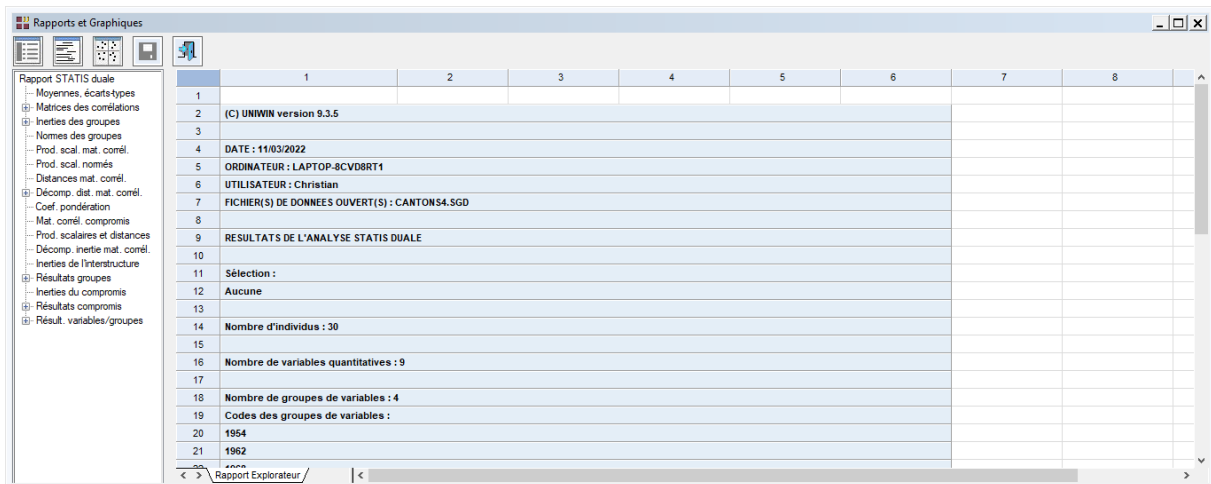 Rapports et Graphiques
Rapport STATIS duale
Moyennes, écarts-types
Matrices des corrélations
Inerties des groupes
Normes des groupes
Prod. scal. mat. corrél.
Prod. scal. normés
Distances mat. corrél.
Décomp. dist. mat. corrél.
Coef. pondération
Mat. corrél. compromis
Prod. scalaires et distances
Décomp. inertie mat. corrél.
Inerties de l'interstructure
Résultats groupes
Inerties du compromis
Résultats compromis
Résult. variables/groupes
1 2 3 4 5 6 7 8
1
2 (C) UNIWIN version 9.3.5
3
4 DATE : 11/03/2022
5 ORDINATEUR : LAPTOP-8CVD8RT1
6 UTILISATEUR : Christian
7 FICHIER(S) DE DONNEES OUVERT(S) : CANTONS4.SGD
8
9 RESULTATS DE L'ANALYSE STATIS DUALE
10
11 Sélection :
12 Aucune
13
14 Nombre d'individus : 30
15
16 Nombre de variables quantitatives : 9
17
18 Nombre de groupes de variables : 4
19 Codes des groupes de variables :
20 1954
21 1962
22 1968
Rapport Explorateur